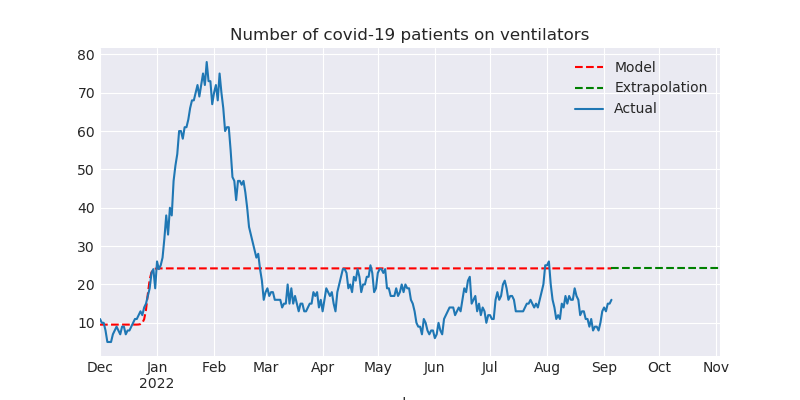 Number of covid-19 patients on ventilators
80
70
60
50
40
30
20
10
Model
Extrapolation
Actual
Dec Jan Feb Mar Apr May Jun Jul Aug Sep Oct Nov
2022